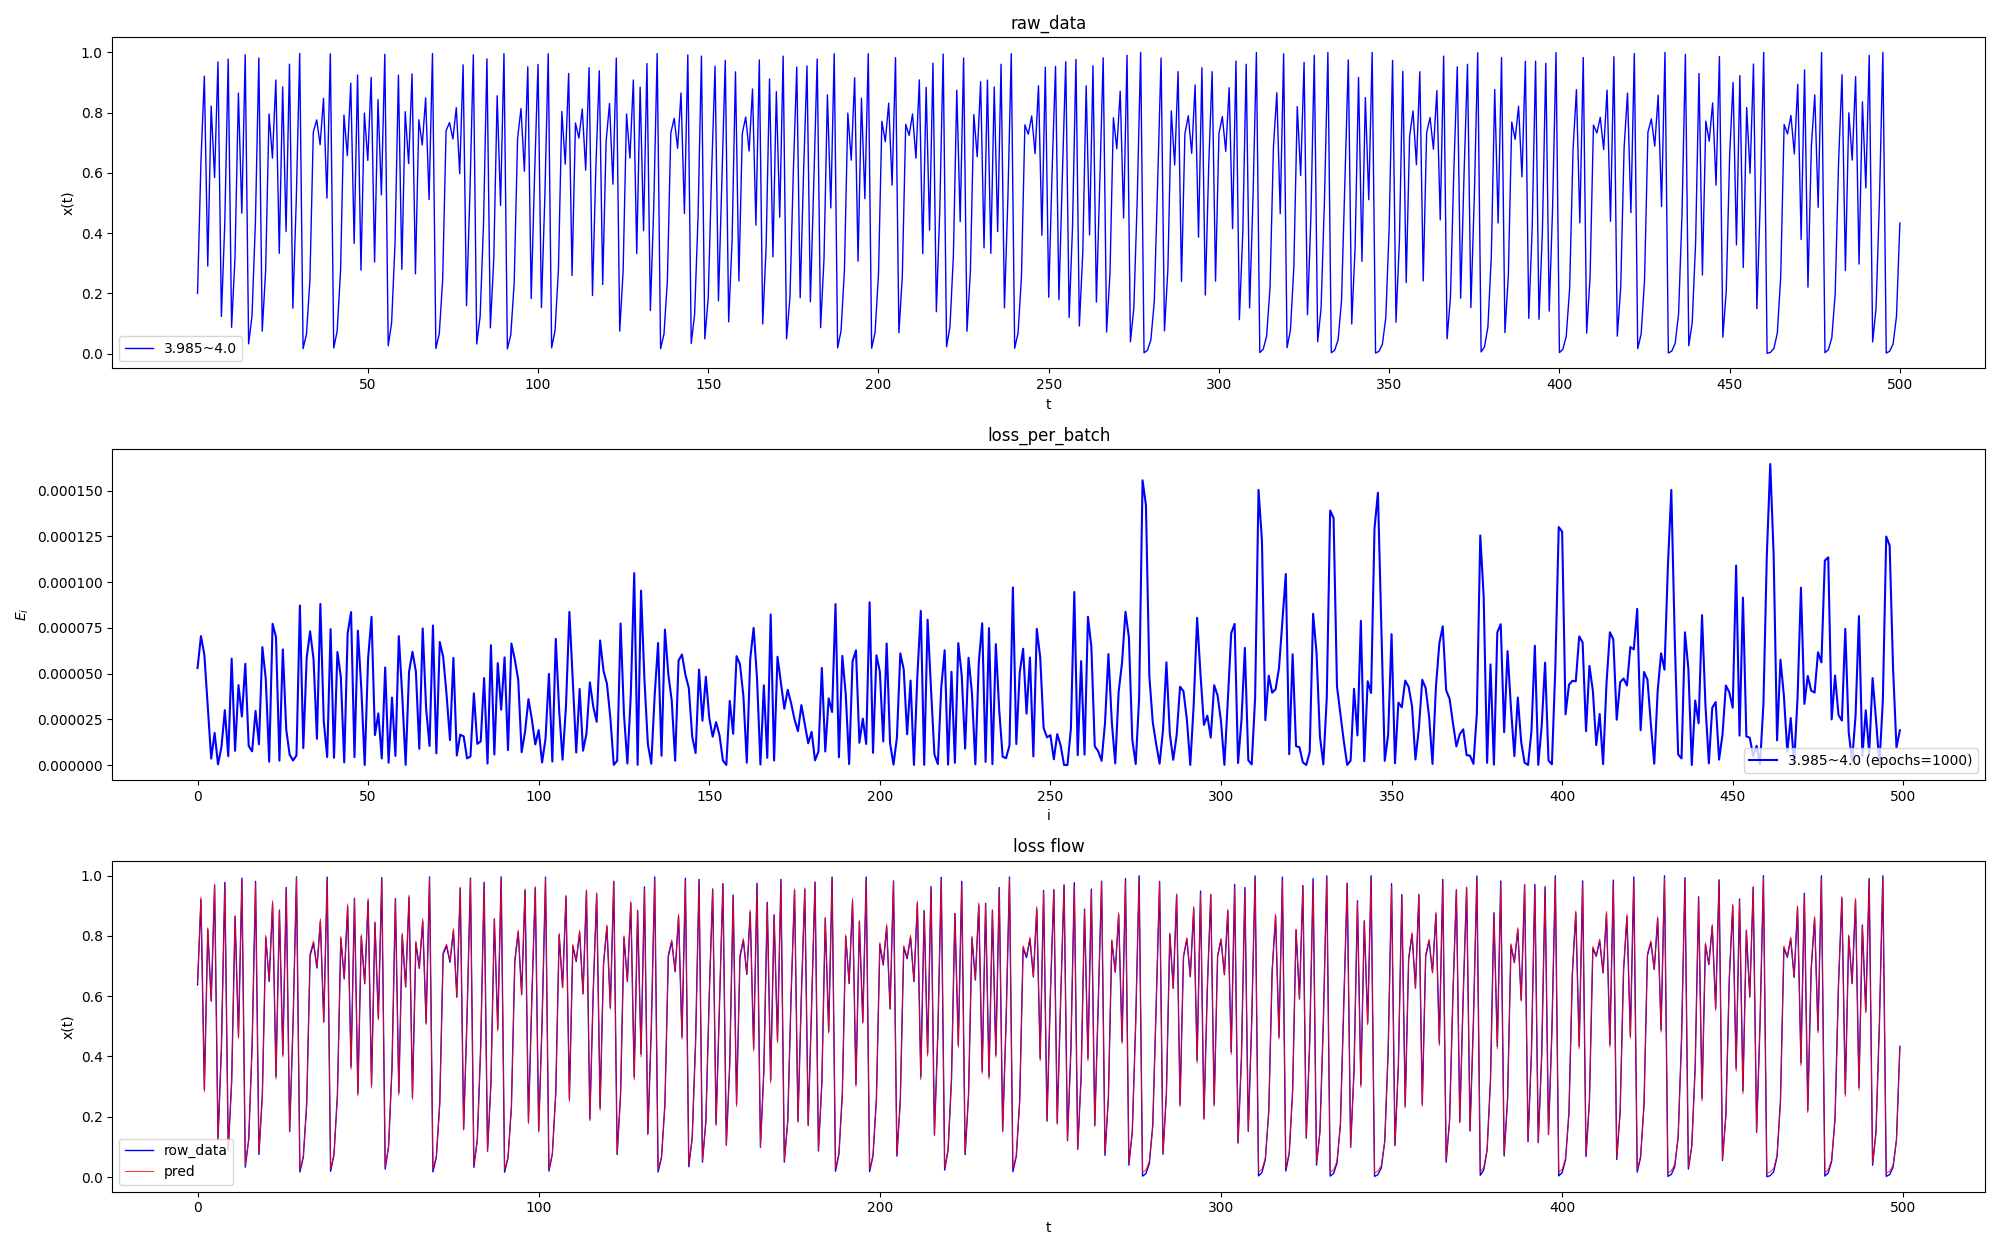 raw_data
1.0
0.8
0.6
0.4
0.2
0.0
x(t)
3.985~4.0
50 100 150 200 250 300 350 400 450 500
t
loss_per_batch
0.000150
0.000125
0.000100
0.000075
0.000050
0.000025
0.000000
E_i
3.985~4.0 (epochs=1000)
0 50 100 150 200 250 300 350 400 450 500
i
loss flow
1.0
0.8
0.6
0.4
0.2
0.0
x(t)
row_data
pred
0 100 200 300 400 500
t